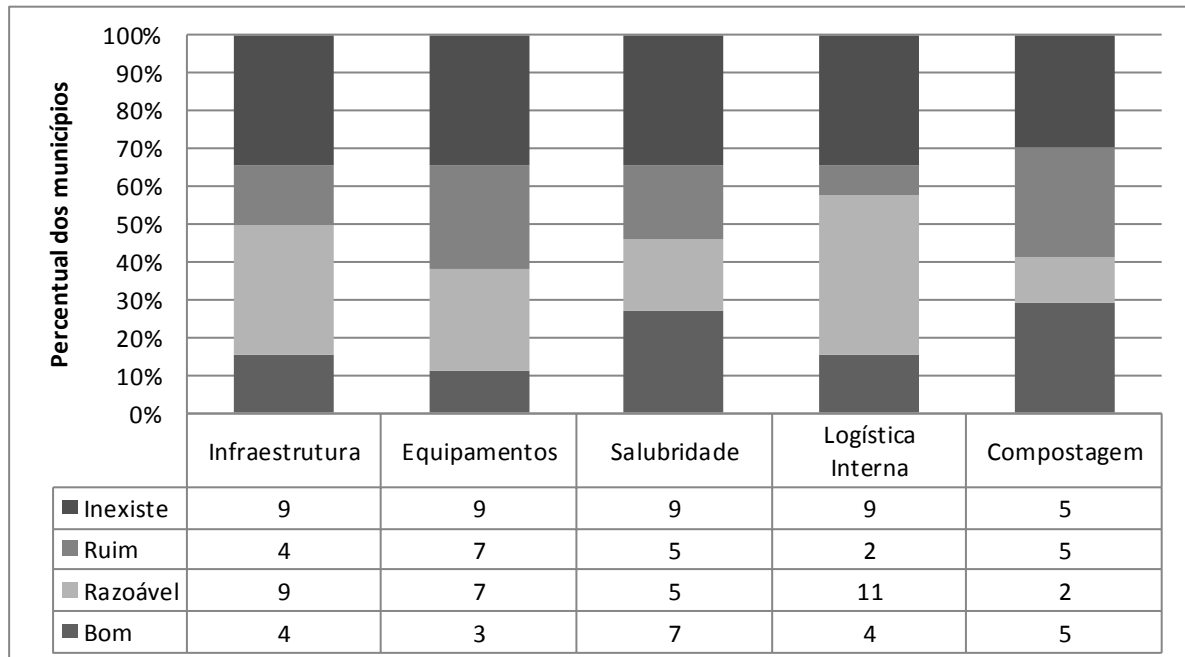 Percentual dos municípios
100%
90%
80%
70%
60%
50%
40%
30%
20%
10%
0%
Infraestrutura Equipamentos Salubridade Logística Interna Compostagem
Inexiste 9 9 9 9 5
Ruim 4 7 5 2 5
Razoável 9 7 5 11 2
Bom 4 3 7 4 5